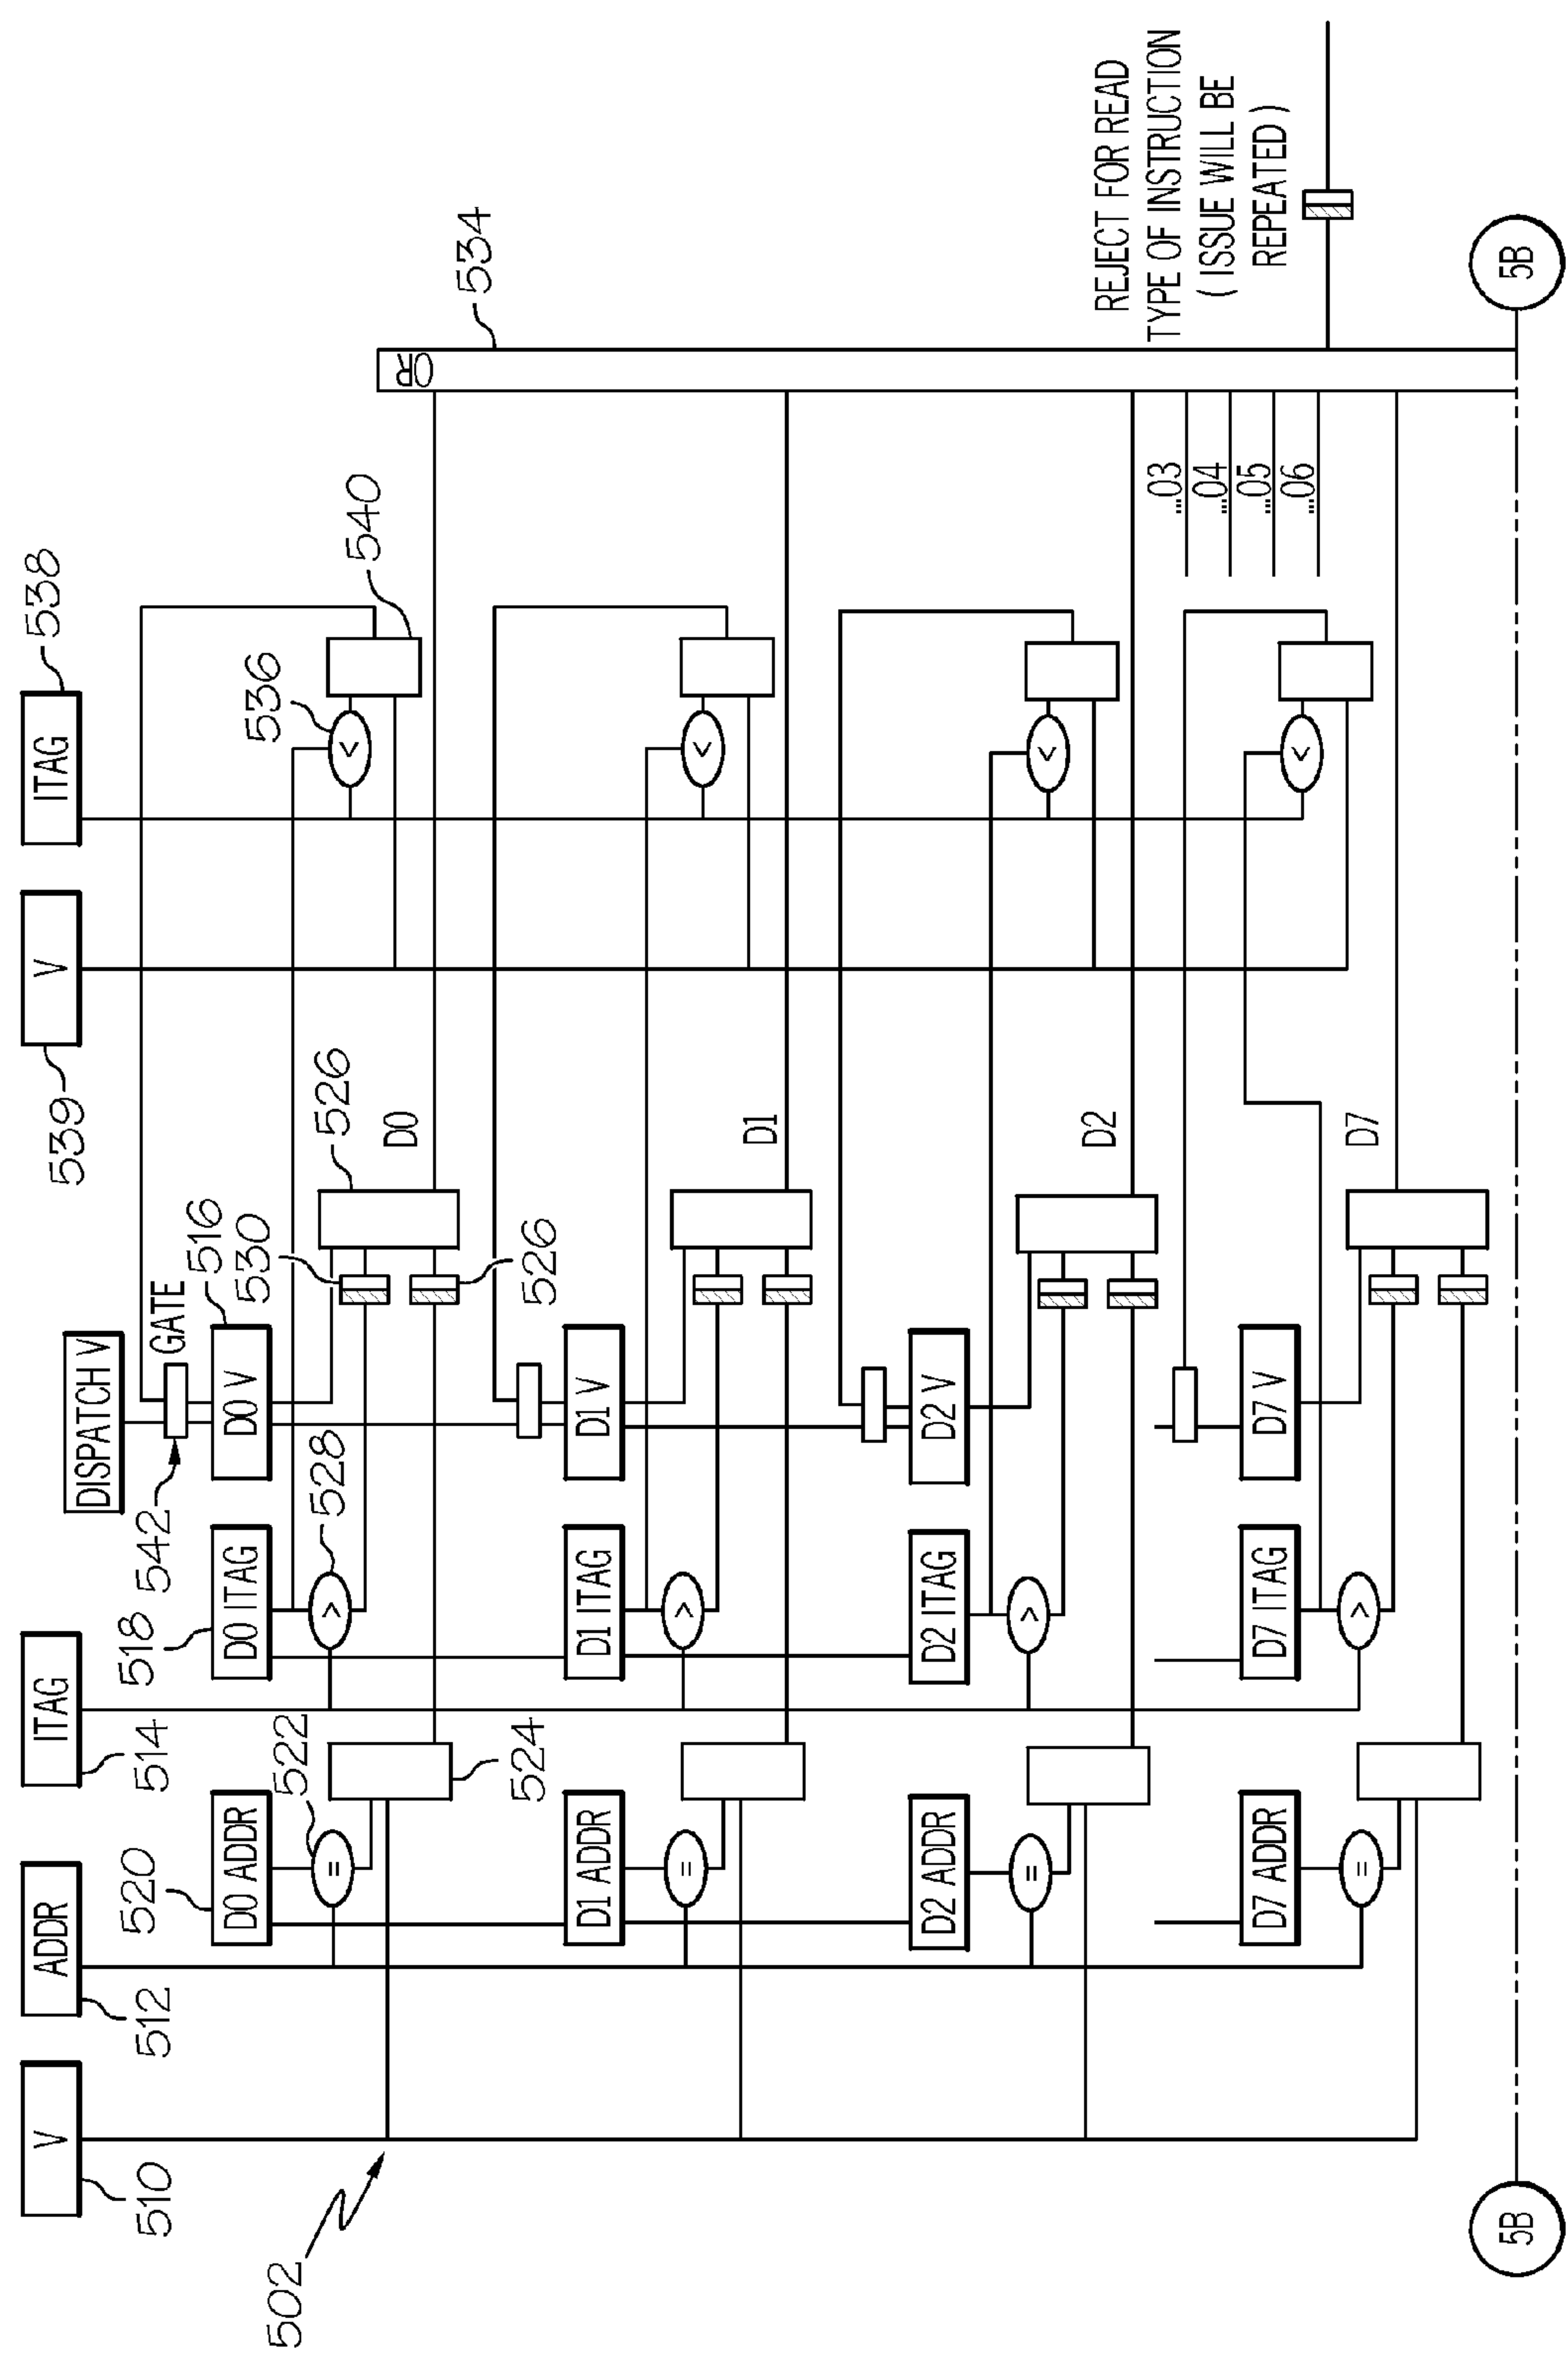 502
510
V
512
ADDR
514
ITAG
539
V
538
ITAG
DISPATCH V
542
GATE
520
D0 ADDR
518
D0 ITAG
516
D0 V
522
=
524
528
>
530
526
526
D0
536
<
540
534
OR
D1 ADDR
=
D1 ITAG
>
D1 V
D1
<
D2 ADDR
=
D2 ITAG
>
D2 V
D2
<
...03
...04
...05
...06
D7 ADDR
=
D7 ITAG
>
D7 V
D7
<
REJECT FOR READ
TYPE OF INSTRUCTION
( ISSUE WILL BE
REPEATED )
5B
5B